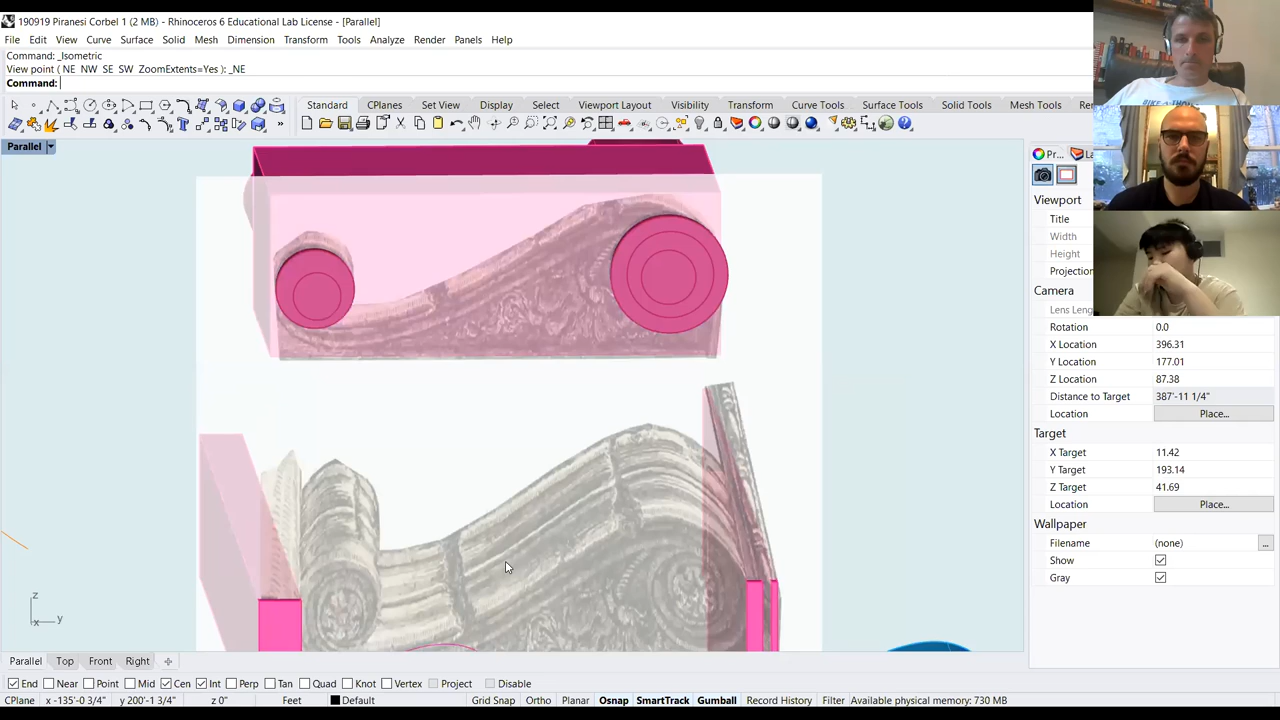 190919 Piranesi Corbel 1 (2 MB) - Rhinoceros 6 Educational Lab License - [Parallel]
File Edit View Curve Surface Solid Mesh Dimension Transform Tools Analyze Render Panels Help
Command: _Isometric
View point ( NE NW SE SW ZoomExtents=Yes ): _NE
Command:
Standard CPlanes Set View Display Select Viewport Layout Visibility Transform Curve Tools Surface Tools Solid Tools Mesh Tools
Parallel
Pr...
Viewport
Title
Width
Height
Projection
Camera
Lens Leng
Rotation 0.0
X Location 396.31
Y Location 177.01
Z Location 87.38
Distance to Target 387'-11 1/4"
Location Place...
Target
X Target 11.42
Y Target 193.14
Z Target 41.69
Location Place...
Wallpaper
Filename (none) ...
Show
Gray
z
x y
Parallel Top Front Right
End Near Point Mid Cen Int Perp Tan Quad Knot Vertex Project Disable
CPlane x -135'-0 3/4" y 200'-1 3/4" z 0" Feet Default Grid Snap Ortho Planar Osnap SmartTrack Gumball Record History Filter Available physical memory: 730 MB